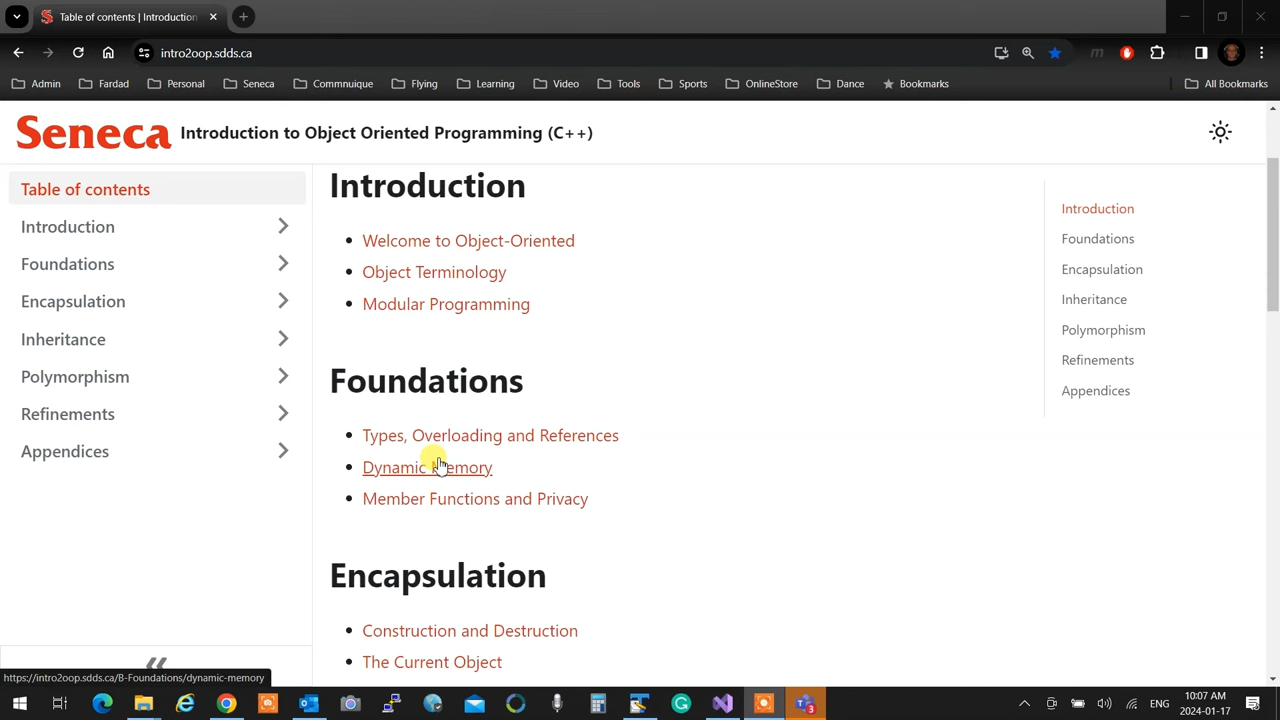 Table of contents | Introduction
intro2oop.sdds.ca
Admin Fardad Personal Seneca Commnuique Flying Learning Video Tools Sports OnlineStore Dance Bookmarks All Bookmarks
Seneca Introduction to Object Oriented Programming (C++)
Table of contents
Introduction
Foundations
Encapsulation
Inheritance
Polymorphism
Refinements
Appendices
Introduction
Welcome to Object-Oriented
Object Terminology
Modular Programming
Foundations
Types, Overloading and References
Dynamic Memory
Member Functions and Privacy
Encapsulation
Construction and Destruction
The Current Object
Introduction
Foundations
Encapsulation
Inheritance
Polymorphism
Refinements
Appendices
https://intro2oop.sdds.ca/B-Foundations/dynamic-memory
ENG
10:07 AM
2024-01-17
3